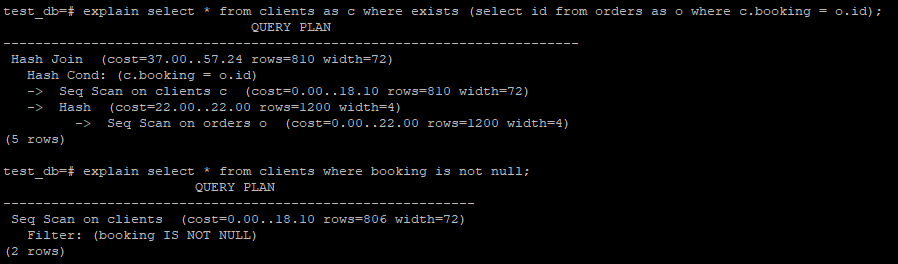 test_db=# explain select * from clients as c where exists (select id from orders as o where c.booking = o.id);
                               QUERY PLAN
------------------------------------------------------------------------
 Hash Join  (cost=37.00..57.24 rows=810 width=72)
   Hash Cond: (c.booking = o.id)
   ->  Seq Scan on clients c  (cost=0.00..18.10 rows=810 width=72)
   ->  Hash  (cost=22.00..22.00 rows=1200 width=4)
         ->  Seq Scan on orders o  (cost=0.00..22.00 rows=1200 width=4)
(5 rows)

test_db=# explain select * from clients where booking is not null;
                        QUERY PLAN
-----------------------------------------------------------
 Seq Scan on clients  (cost=0.00..18.10 rows=806 width=72)
   Filter: (booking IS NOT NULL)
(2 rows)